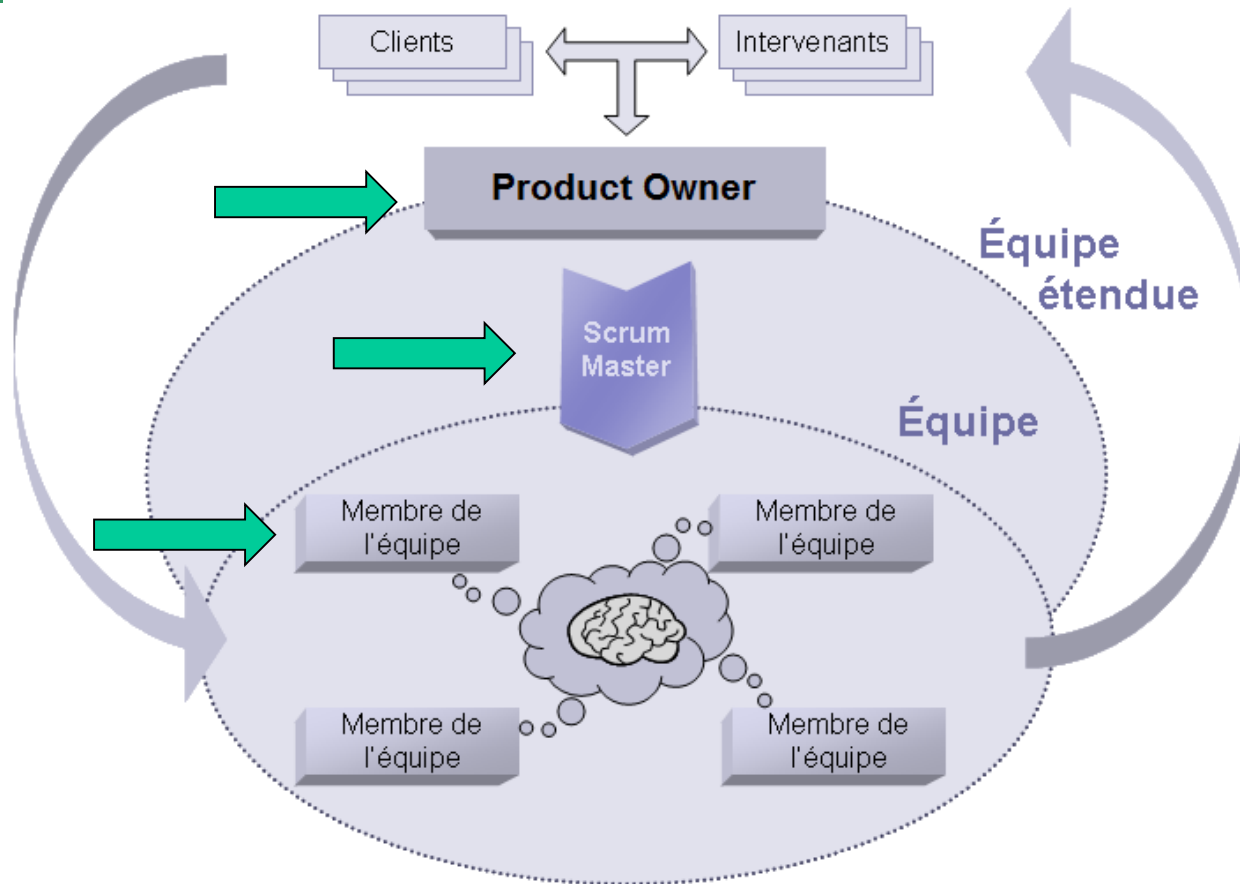 Clients
Intervenants
Product Owner
Équipe
étendue
Scrum
Master
Équipe
Membre de
l'équipe
Membre de
l'équipe
Membre de
l'équipe
Membre de
l'équipe